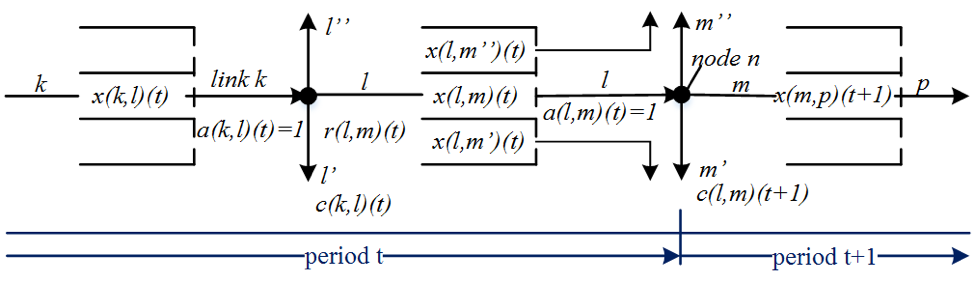 l’’ m’’
x(l,m’’)(t) node n
k link k l l m p
x(k,l)(t) x(l,m)(t) x(m,p)(t+1)
a(k,l)(t)=1 r(l,m)(t) a(l,m)(t)=1
x(l,m’)(t)
l’ m’
c(k,l)(t) c(l,m)(t+1)
period t period t+1